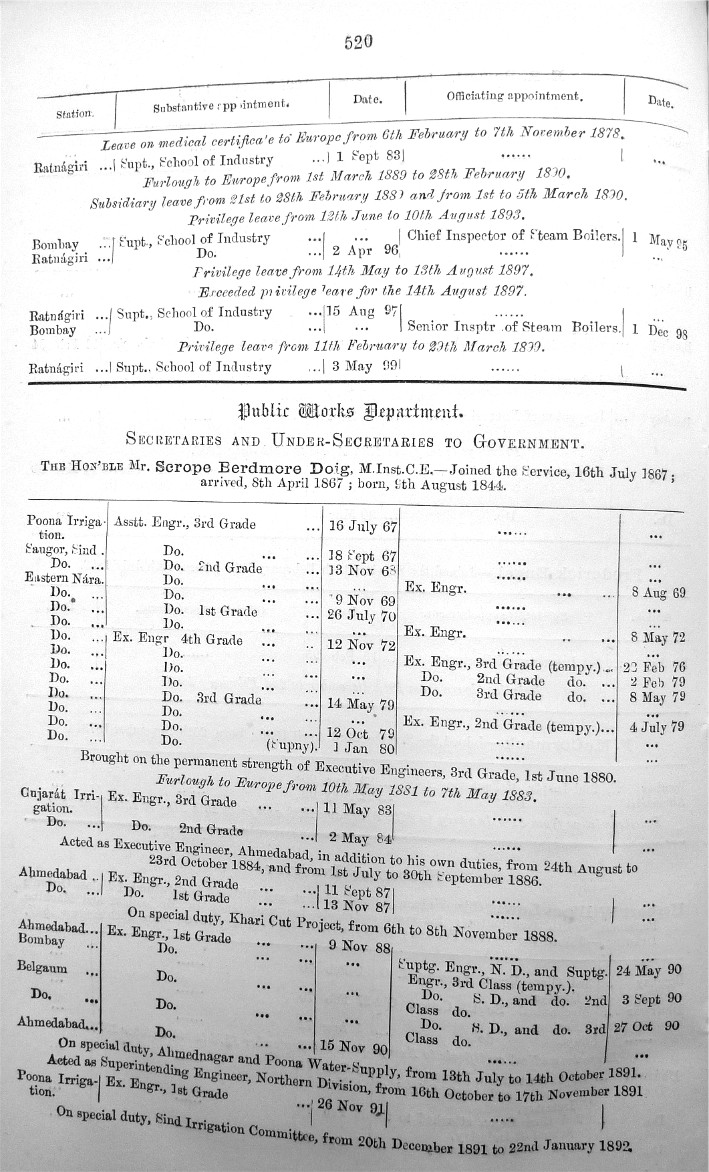 520
Station. Substantive appointment. Date. Officiating appointment. Date.
Leave on medical certificate to Europe from 6th February to 7th November 1878.
Ratnágiri ... Supt., School of Industry ... 1 Sept 83 ...... ...
Furlough to Europe from 1st March 1889 to 28th February 1890.
Subsidiary leave from 21st to 28th February 1889 and from 1st to 5th March 1890.
Privilege leave from 12th June to 10th August 1893.
Bombay ... Supt., School of Industry ... ... Chief Inspector of Steam Boilers. 1 May 95
Ratnágiri ... Do. ... 2 Apr 96 ...... ...
Privilege leave from 14th May to 13th August 1897.
Exceeded privilege leave for the 14th August 1897.
Ratnágiri ... Supt., School of Industry ... 15 Aug 97 ...... ...
Bombay ... Do. ... ... Senior Insptr. of Steam Boilers. 1 Dec 98
Privilege leave from 11th February to 29th March 1899.
Ratnágiri ... Supt., School of Industry ... 3 May 99 ...... ...
Public Works Department.
SECRETARIES AND UNDER-SECRETARIES TO GOVERNMENT.
THE HON'BLE MR. Scrope Berdmore Doig, M.Inst.C.E.—Joined the Service, 16th July 1867;
arrived, 8th April 1867; born, 9th August 1844.
Poona Irriga- Asstt. Engr., 3rd Grade ... 16 July 67 ...... ...
tion.
Saugor, Sind . Do. ... ... 18 Sept 67 ...... ...
Do. ... Do. 2nd Grade ... 13 Nov 68 ...... ...
Eastern Nára. Do. ... ... ... Ex. Engr. ... ... 8 Aug 69
Do. ... Do. ... ... 9 Nov 69 ...... ...
Do. ... Do. 1st Grade ... 26 July 70 ...... ...
Do. ... Do. ... ... ... Ex. Engr. ... ... 8 May 72
Do. ... Ex. Engr 4th Grade ... ... 12 Nov 72 ...... ...
Do. ... Do. ... ... ... Ex. Engr., 3rd Grade (tempy.)... 22 Feb 76
Do. ... Do. ... ... ... Do. 2nd Grade do. ... 2 Feb 79
Do. ... Do. ... ... ... Do. 3rd Grade do. ... 8 May 79
Do. ... Do. 3rd Grade ... 14 May 79 ...... ...
Do. ... Do. ... ... ... Ex. Engr., 2nd Grade (tempy.)... 4 July 79
Do. ... Do. ... ... 12 Oct 79 ...... ...
Do. ... Do. (Supny). 1 Jan 80 ...... ...
Brought on the permanent strength of Executive Engineers, 3rd Grade, 1st June 1880.
Furlough to Europe from 10th May 1881 to 7th May 1883.
Gujarát Irri- Ex. Engr., 3rd Grade ... ... 11 May 83 ...... ...
gation.
Do. ... Do. 2nd Grade ... 2 May 84 ...... ...
Acted as Executive Engineer, Ahmedabad, in addition to his own duties, from 24th August to
23rd October 1884, and from 1st July to 30th September 1886.
Ahmedabad .. Ex. Engr., 2nd Grade ... ... 11 Sept 87 ...... ...
Do. ... Do. 1st Grade ... ... 13 Nov 87 ...... ...
On special duty, Khari Cut Project, from 6th to 8th November 1888.
Ahmedabad... Ex. Engr., 1st Grade ... ... 9 Nov 88 ...... ...
Bombay ... Do. ... ... ... Suptg. Engr., N. D., and Suptg. 24 May 90
Engr., 3rd Class (tempy.).
Belgaum ... Do. ... ... ... Do. S. D., and do. 2nd 3 Sept 90
Class do.
Do. ... Do. ... ... ... Do. S. D., and do. 3rd 27 Oct 90
Class do.
Ahmedabad... Do. ... ... 15 Nov 90 ...... ...
On special duty, Ahmednagar and Poona Water-Supply, from 13th July to 14th October 1891.
Acted as Superintending Engineer, Northern Division, from 16th October to 17th November 1891
Poona Irriga- Ex. Engr., 1st Grade ... 26 Nov 91 ...... ...
tion.
On special duty, Sind Irrigation Committee, from 20th December 1891 to 22nd January 1892.